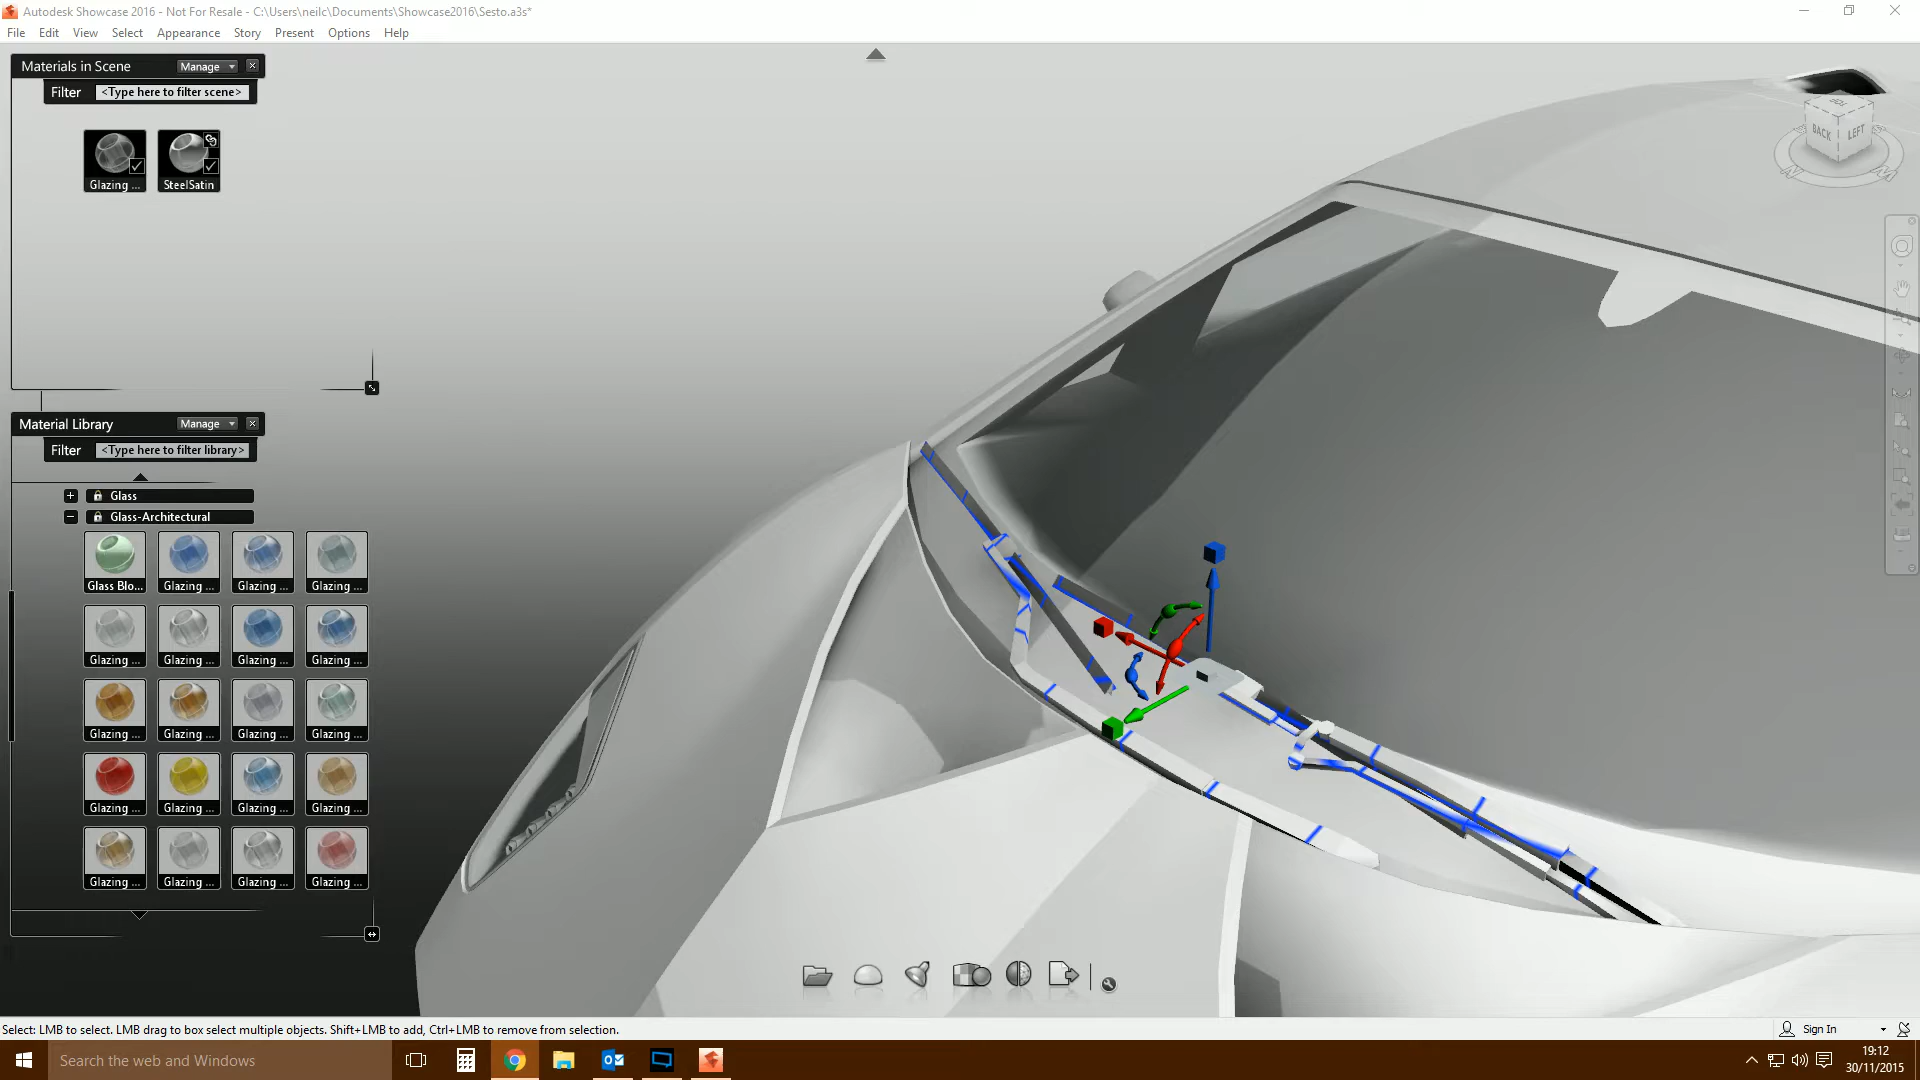 Autodesk Showcase 2016 - Not For Resale - C:\Users\neilc\Documents\Showcase2016\Sesto.a3s*
File Edit View Select Appearance Story Present Options Help
Materials in Scene Manage
Filter <Type here to filter scene>
Glazing ... SteelSatin
BACK LEFT TOP
Material Library Manage
Filter <Type here to filter library>
Glass
Glass-Architectural
Glass Blo... Glazing ... Glazing ... Glazing ...
Glazing ... Glazing ... Glazing ... Glazing ...
Glazing ... Glazing ... Glazing ... Glazing ...
Glazing ... Glazing ... Glazing ... Glazing ...
Glazing ... Glazing ... Glazing ... Glazing ...
Select: LMB to select. LMB drag to box select multiple objects. Shift+LMB to add, Ctrl+LMB to remove from selection.
Sign In
Search the web and Windows
19:12
30/11/2015